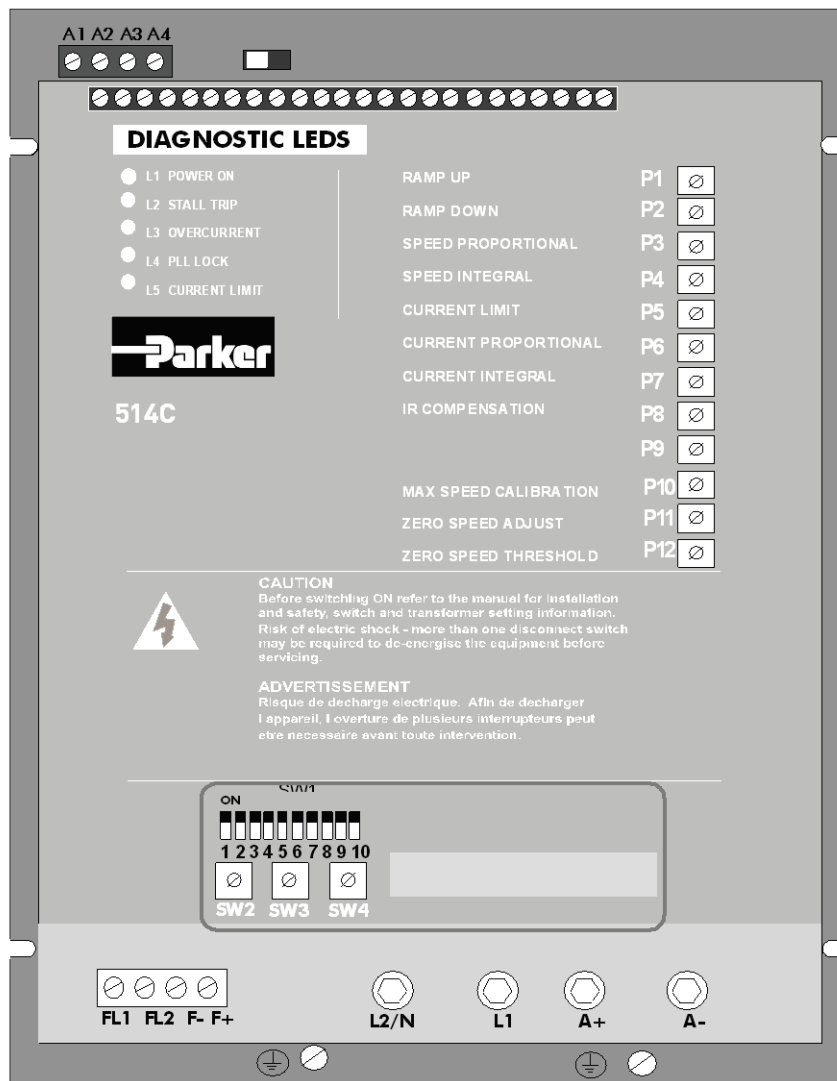 A1 A2 A3 A4
DIAGNOSTIC LEDS
L1 POWER ON
L2 STALL TRIP
L3 OVERCURRENT
L4 PLL LOCK
L5 CURRENT LIMIT
Parker
514C
RAMP UP P1
RAMP DOWN P2
SPEED PROPORTIONAL P3
SPEED INTEGRAL P4
CURRENT LIMIT P5
CURRENT PROPORTIONAL P6
CURRENT INTEGRAL P7
IR COMPENSATION P8
P9
MAX SPEED CALIBRATION P10
ZERO SPEED ADJUST P11
ZERO SPEED THRESHOLD P12
CAUTION
Before switching ON refer to the manual for installation
and safety, switch and transformer setting information.
Risk of electric shock - more than one disconnect switch
may be required to de-energise the equipment before
servicing.
ADVERTISSEMENT
Risque de decharge electrique. Afin de decharger
l appareil, l overture de plusieurs interrupteurs peut
etre necessaire avant toute intervention.
SW1
ON
1 2 3 4 5 6 7 8 9 10
SW2 SW3 SW4
FL1 FL2 F- F+ L2/N L1 A+ A-